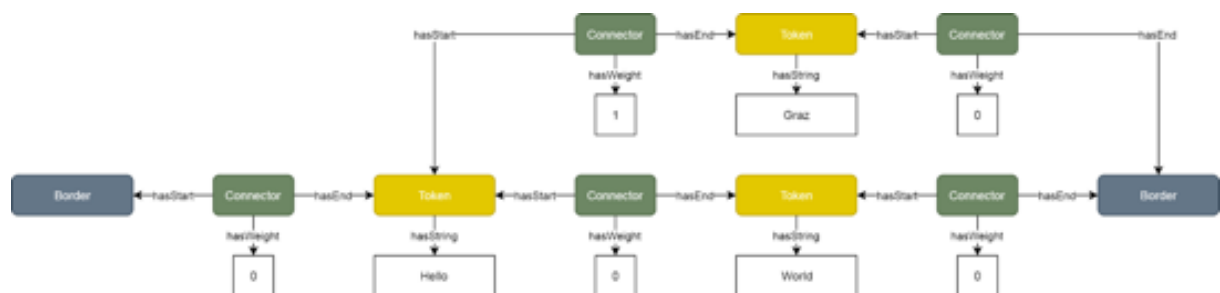 hasStart Connector hasEnd Token hasStart Connector hasEnd
hasWeight hasString hasWeight
1 Graz 0
Border hasStart Connector hasEnd Token hasStart Connector hasEnd Token hasStart Connector hasEnd Border
hasWeight hasString hasWeight hasString hasWeight
0 Hello 0 World 0